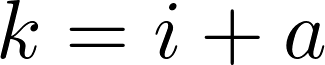 k = i + a